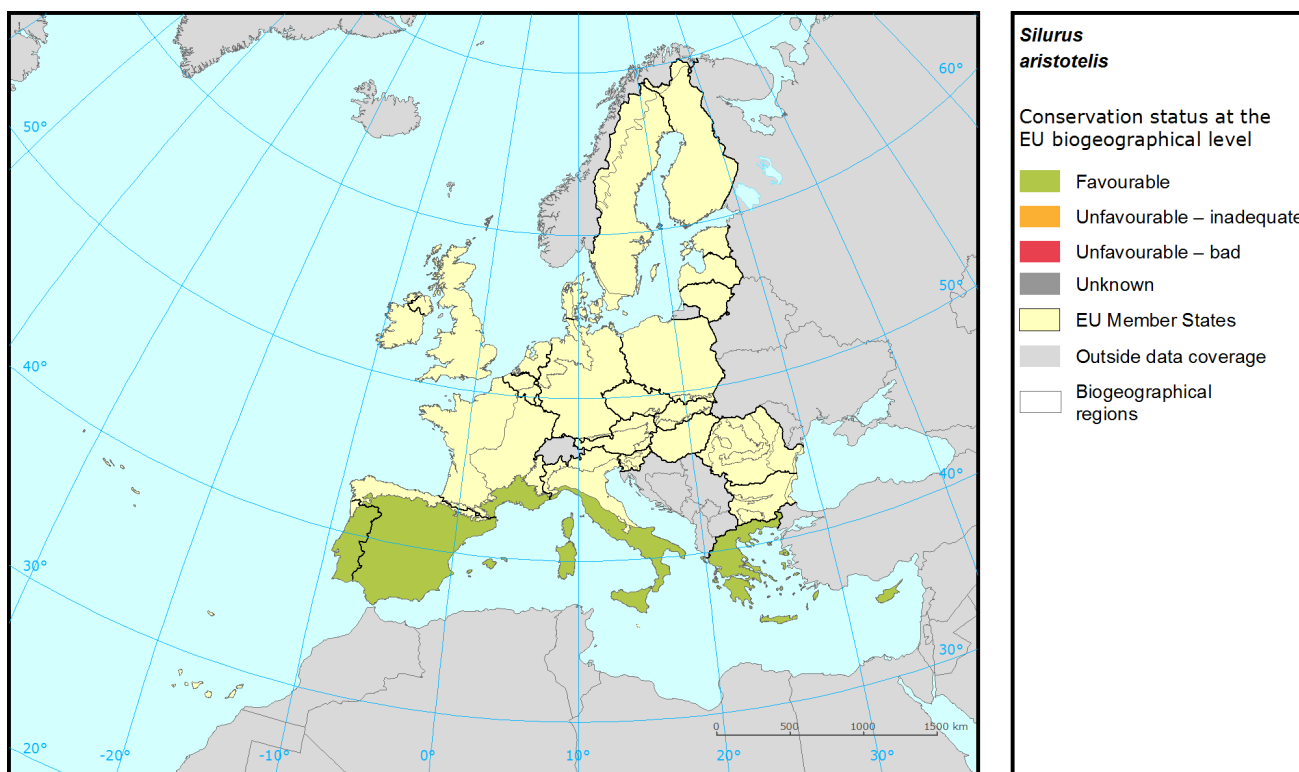 60°
50°
50°
40°
40°
30°
30°
20°
-20°
-10°
0°
10°
20°
30°
0 500 1000 1500 km
Silurus
aristotelis
Conservation status at the
EU biogeographical level
Favourable
Unfavourable – inadequate
Unfavourable – bad
Unknown
EU Member States
Outside data coverage
Biogeographical
regions